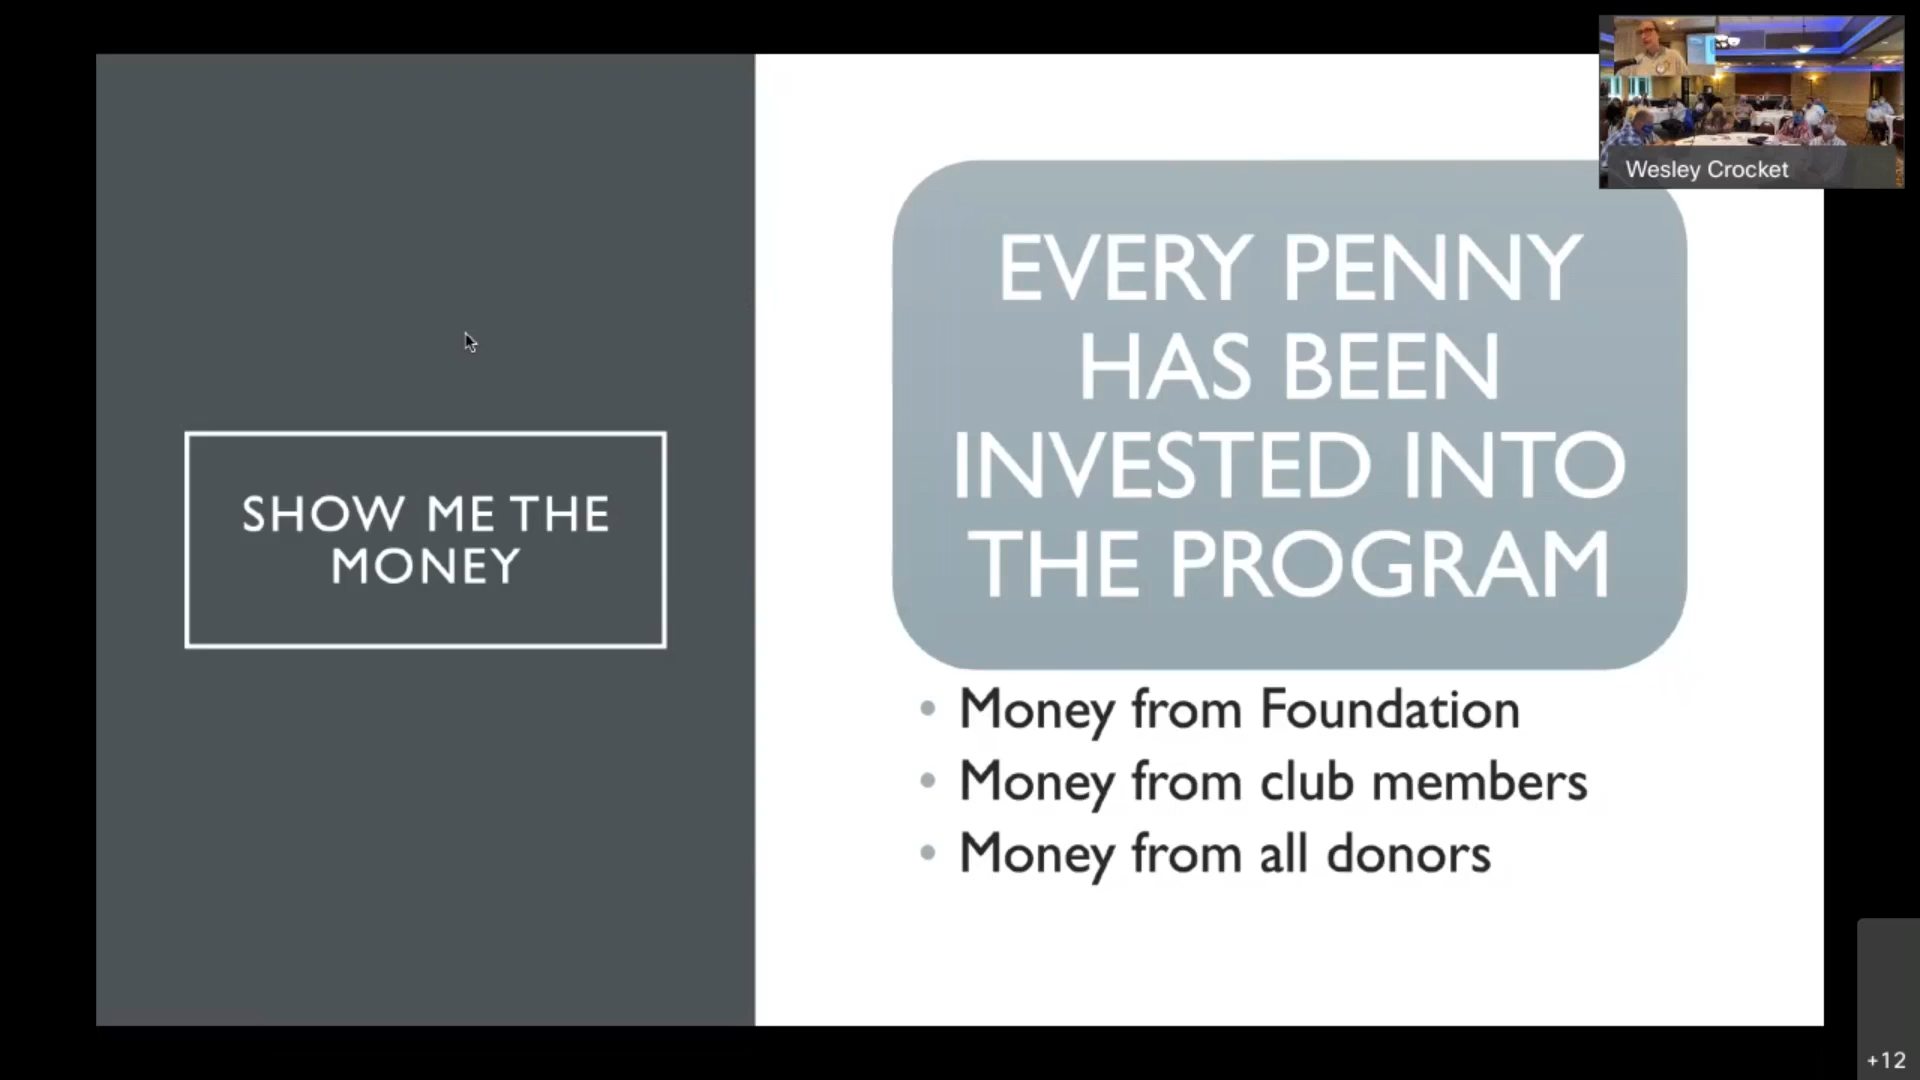 Wesley Crocket
SHOW ME THE
MONEY
EVERY PENNY
HAS BEEN
INVESTED INTO
THE PROGRAM
• Money from Foundation
• Money from club members
• Money from all donors
+12